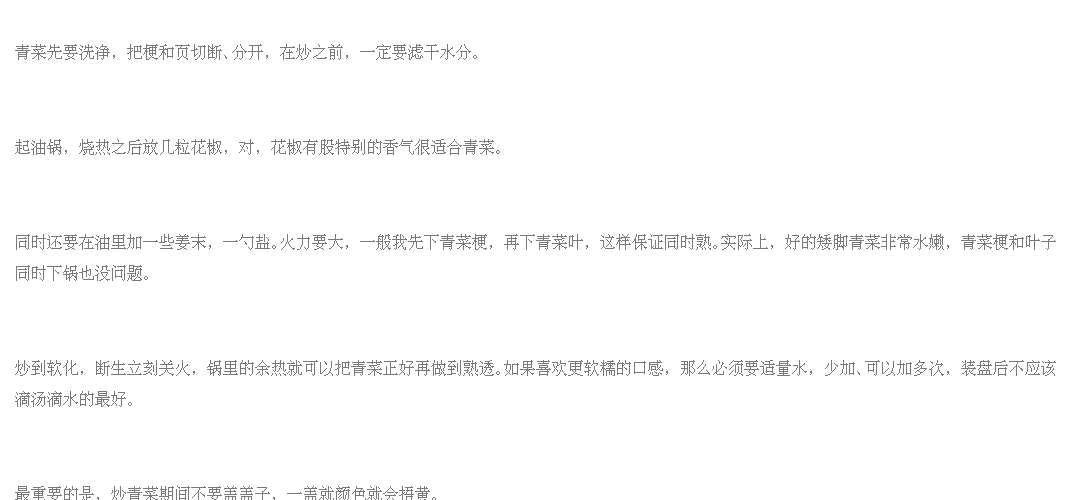 青菜先要洗净，把梗和页切断、分开，在炒之前，一定要滤干水分。
起油锅，烧热之后放几粒花椒，对，花椒有股特别的香气很适合青菜。
同时还要在油里加一些姜末，一勺盐。火力要大，一般我先下青菜梗，再下青菜叶，这样保证同时熟。实际上，好的矮脚青菜非常水嫩，青菜梗和叶子
同时下锅也没问题。
炒到软化，断生立刻关火，锅里的余热就可以把青菜正好再做到熟透。如果喜欢更软糯的口感，那么必须要适量水，少加、可以加多次，装盘后不应该
滴汤滴水的最好。
最重要的是，炒青菜期间不要盖盖子，一盖就颜色就会捂黄。